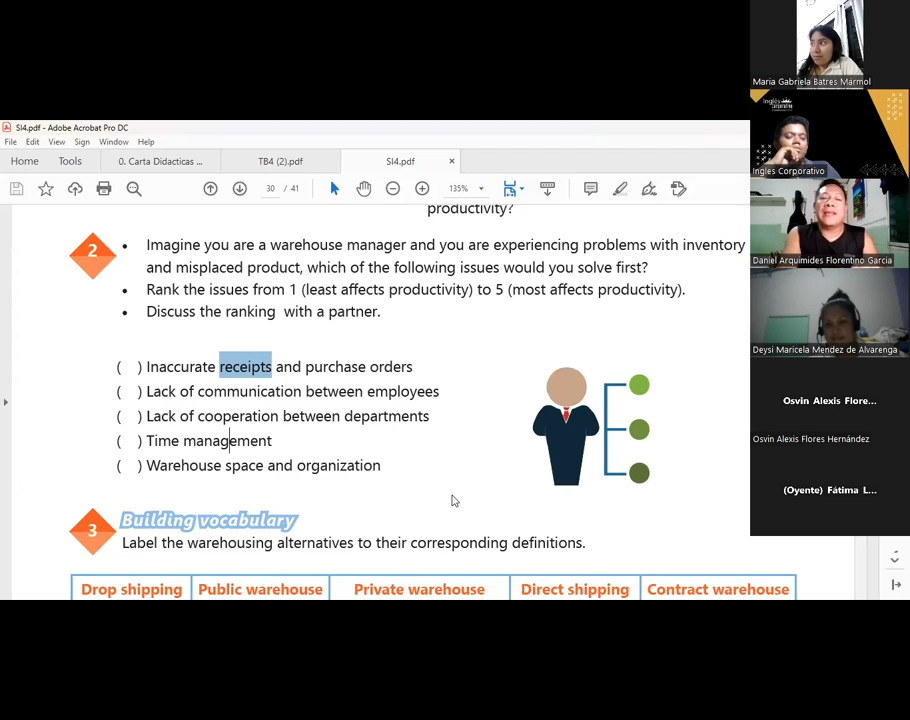 SI4.pdf - Adobe Acrobat Pro DC
File Edit View Sign Window Help
Home Tools 0. Carta Didacticas ... TB4 (2).pdf SI4.pdf ×
30 / 41 135%
productivity?
2
• Imagine you are a warehouse manager and you are experiencing problems with inventory
and misplaced product, which of the following issues would you solve first?
• Rank the issues from 1 (least affects productivity) to 5 (most affects productivity).
• Discuss the ranking with a partner.
( ) Inaccurate receipts and purchase orders
( ) Lack of communication between employees
( ) Lack of cooperation between departments
( ) Time management
( ) Warehouse space and organization
3 Building vocabulary
Label the warehousing alternatives to their corresponding definitions.
Drop shipping Public warehouse Private warehouse Direct shipping Contract warehouse
Maria Gabriela Batres Mármol
Inglés
Inglés Corporativo
Daniel Arquimides Florentino Garcia
Deysi Maricela Mendez de Alvarenga
Osvin Alexis Flore...
Osvin Alexis Flores Hernández
(Oyente) Fátima L...